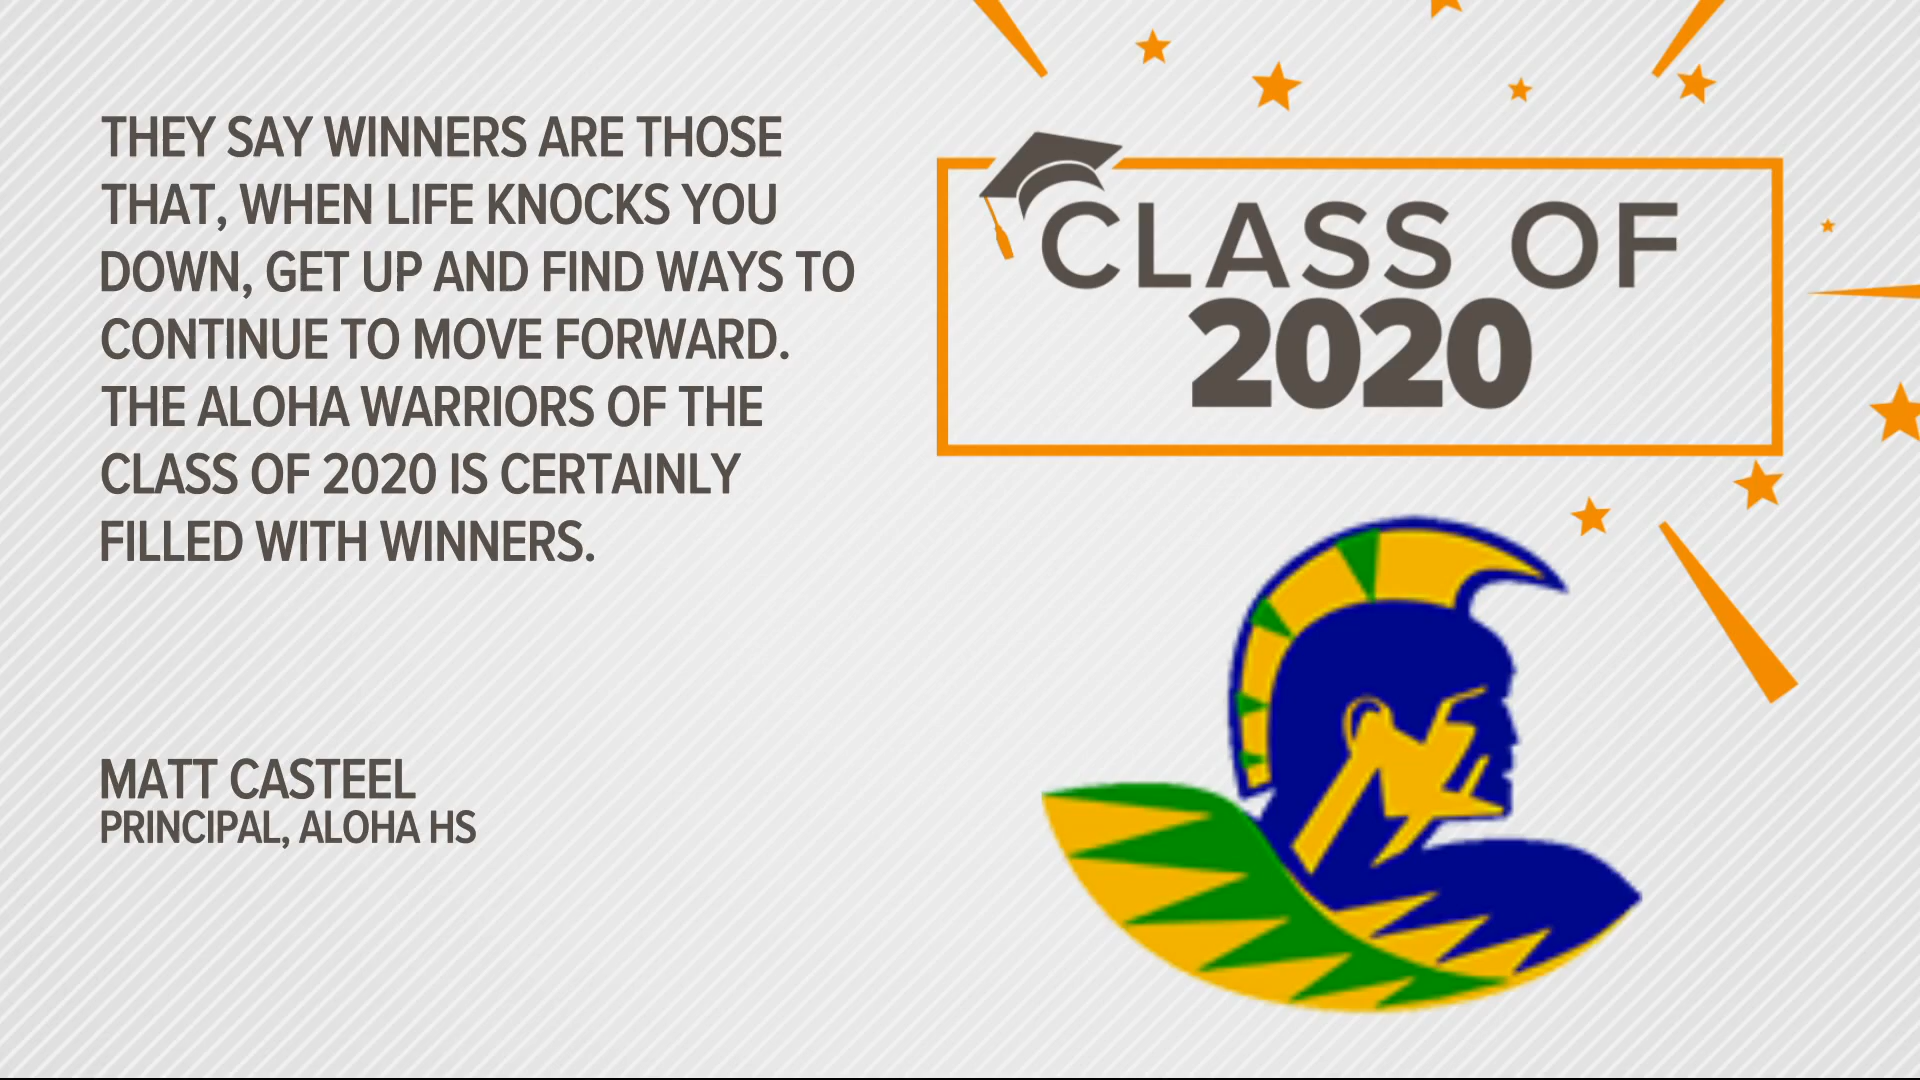 THEY SAY WINNERS ARE THOSE
THAT, WHEN LIFE KNOCKS YOU
DOWN, GET UP AND FIND WAYS TO
CONTINUE TO MOVE FORWARD.
THE ALOHA WARRIORS OF THE
CLASS OF 2020 IS CERTAINLY
FILLED WITH WINNERS.
MATT CASTEEL
PRINCIPAL, ALOHA HS
CLASS OF
2020